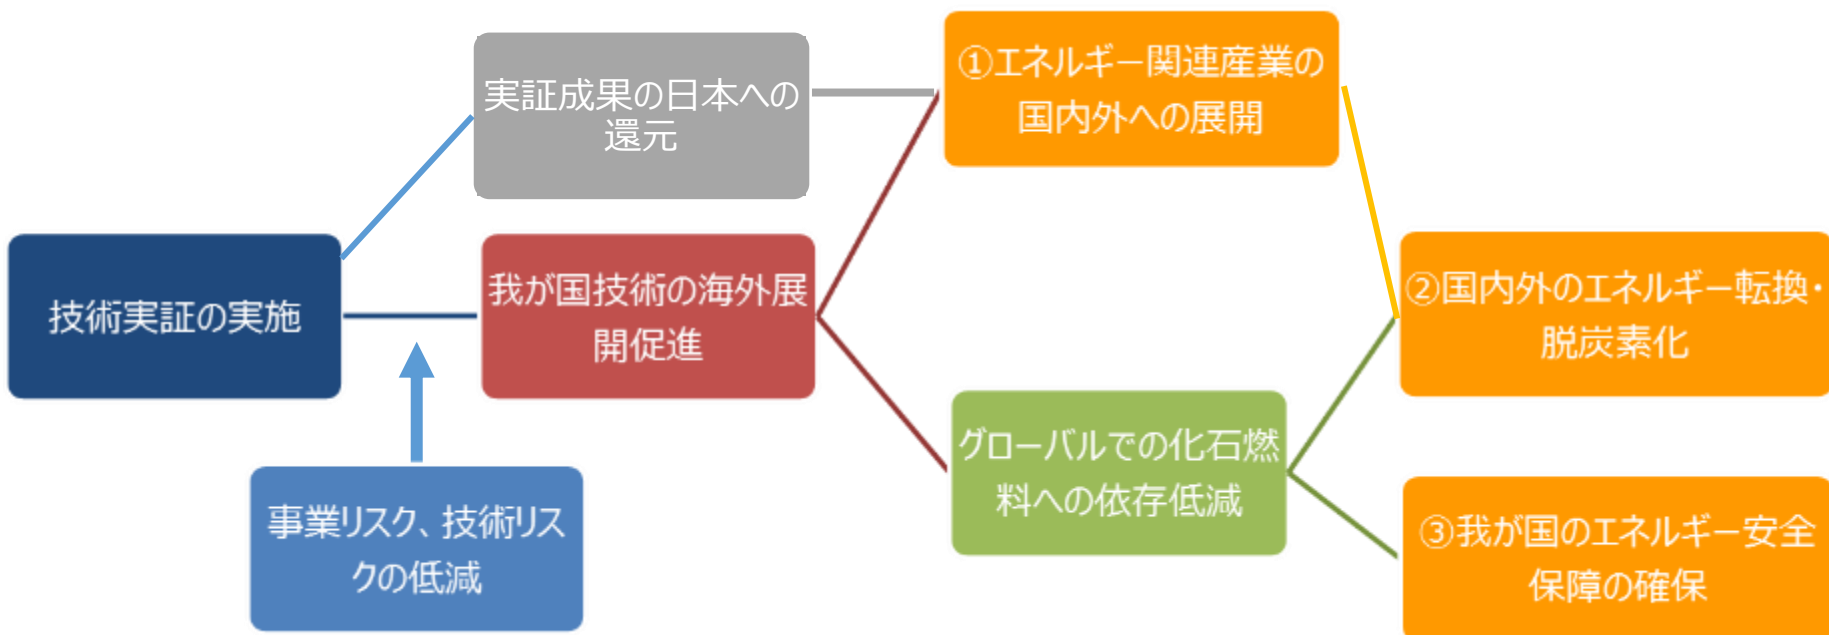 実証成果の日本への
還元
①エネルギー関連産業の
国内外への展開
技術実証の実施
我が国技術の海外展
開促進
②国内外のエネルギー転換・
脱炭素化
グローバルでの化石燃
料への依存低減
事業リスク、技術リス
クの低減
③我が国のエネルギー安全
保障の確保